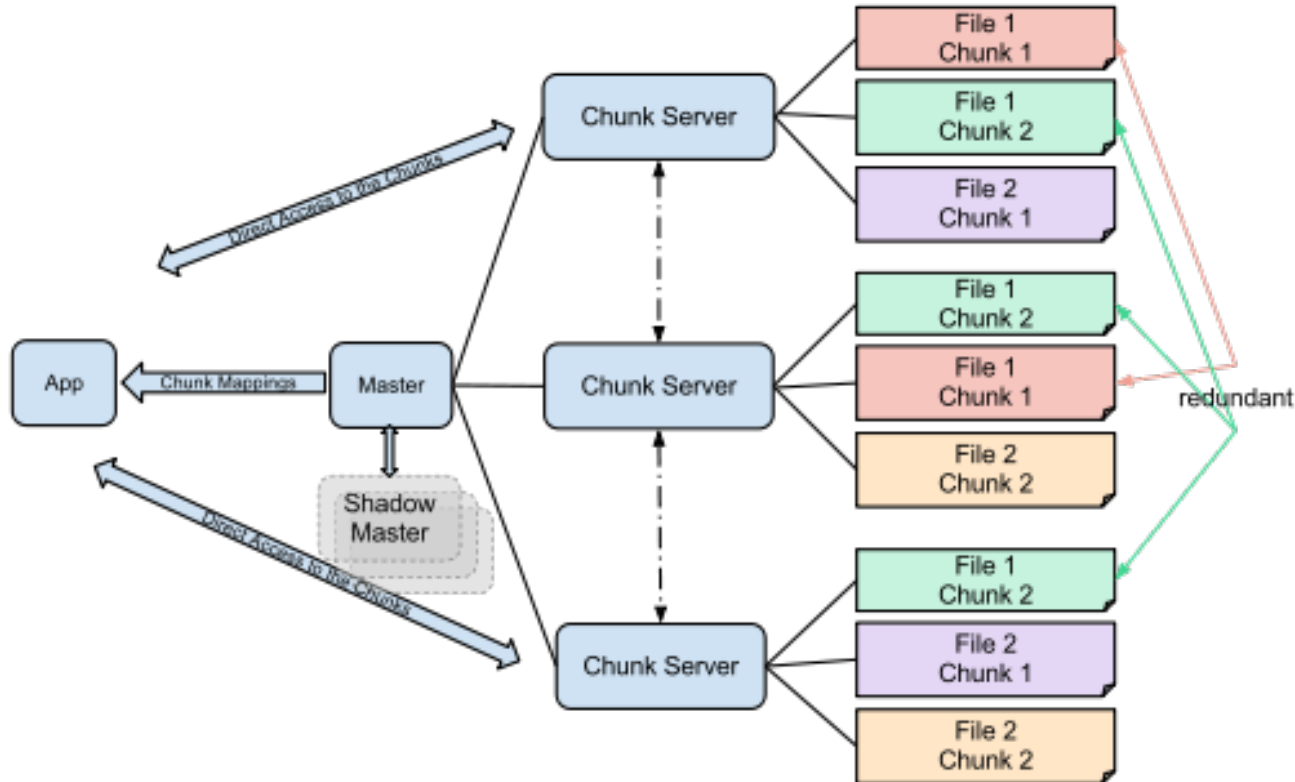 File 1
Chunk 1
File 1
Chunk 2
File 2
Chunk 1
Chunk Server
Direct Access to the Chunks
File 1
Chunk 2
File 1
Chunk 1
File 2
Chunk 2
Chunk Server
redundant
App
Chunk Mappings
Master
Shadow
Master
Direct Access to the Chunks
File 1
Chunk 2
File 2
Chunk 1
File 2
Chunk 2
Chunk Server